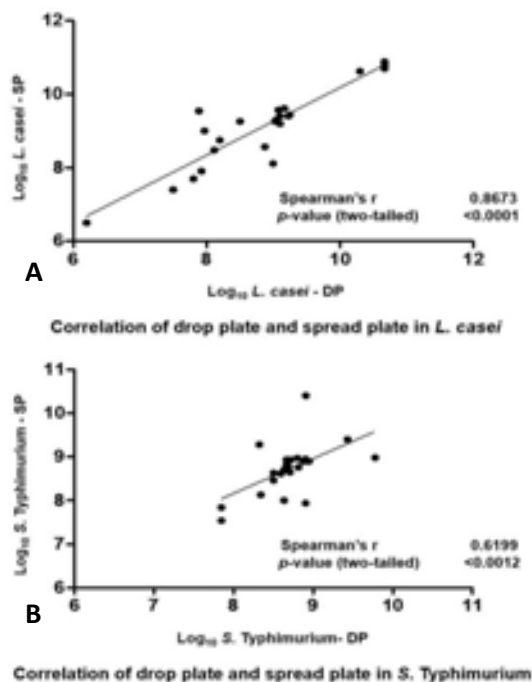 12
10
8
6
6 8 10 12
Log₁₀ L. casei - SP
Spearman's r 0.8673
p-value (two-tailed) <0.0001
A
Log₁₀ L. casei - DP
Correlation of drop plate and spread plate in L. casei
11
10
9
8
7
6
6 7 8 9 10 11
Log₁₀ S. Typhimurium - SP
Spearman's r 0.6199
p-value (two-tailed) <0.0012
B
Log₁₀ S. Typhimurium- DP
Correlation of drop plate and spread plate in S. Typhimurium